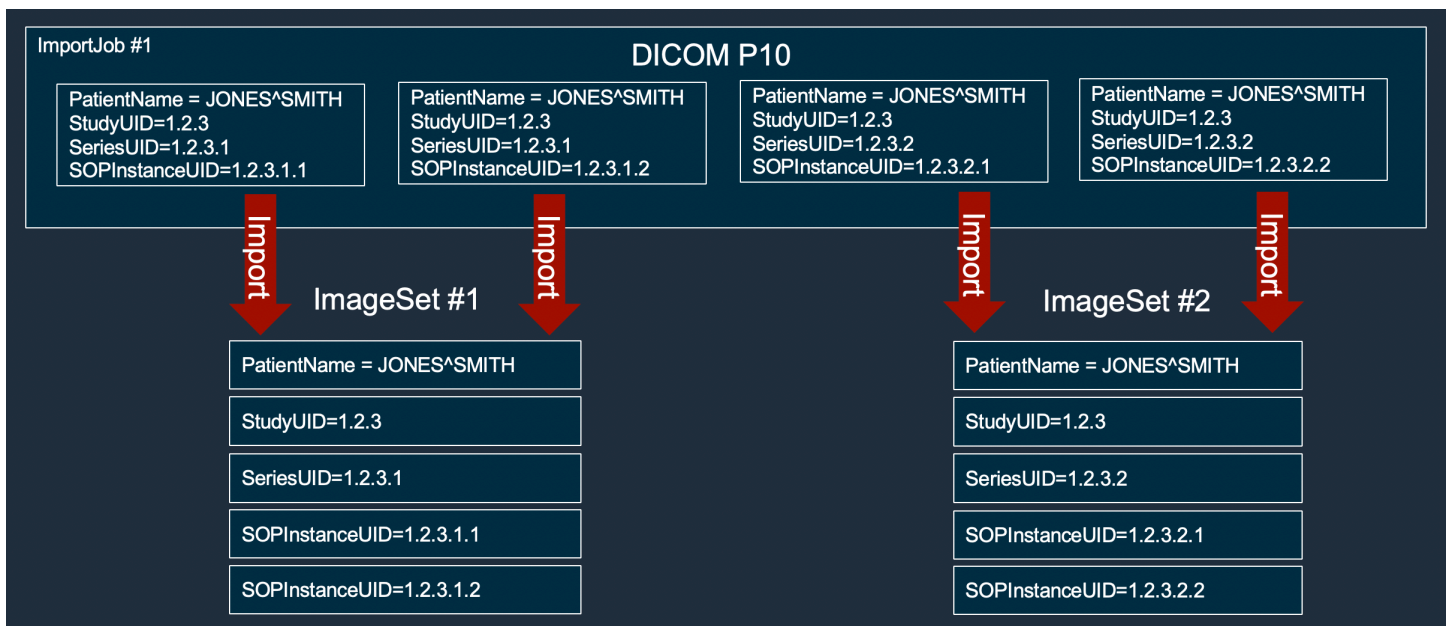 ImportJob #1
DICOM P10
PatientName = JONES^SMITH
StudyUID=1.2.3
SeriesUID=1.2.3.1
SOPInstanceUID=1.2.3.1.1
PatientName = JONES^SMITH
StudyUID=1.2.3
SeriesUID=1.2.3.1
SOPInstanceUID=1.2.3.1.2
PatientName = JONES^SMITH
StudyUID=1.2.3
SeriesUID=1.2.3.2
SOPInstanceUID=1.2.3.2.1
PatientName = JONES^SMITH
StudyUID=1.2.3
SeriesUID=1.2.3.2
SOPInstanceUID=1.2.3.2.2
Import
Import
Import
Import
ImageSet #1
PatientName = JONES^SMITH
StudyUID=1.2.3
SeriesUID=1.2.3.1
SOPInstanceUID=1.2.3.1.1
SOPInstanceUID=1.2.3.1.2
ImageSet #2
PatientName = JONES^SMITH
StudyUID=1.2.3
SeriesUID=1.2.3.2
SOPInstanceUID=1.2.3.2.1
SOPInstanceUID=1.2.3.2.2